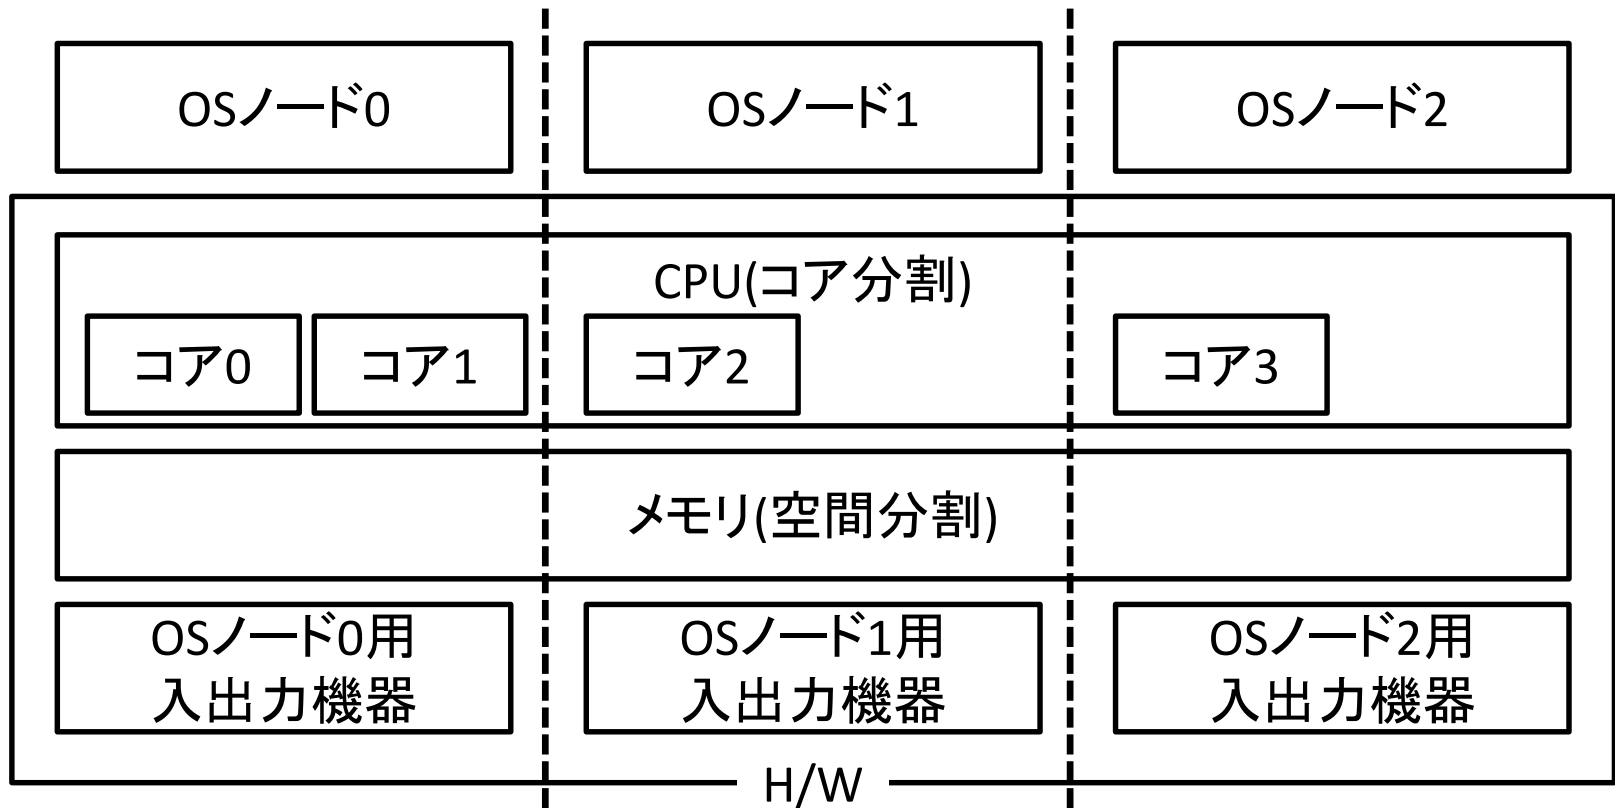 OSノード0
OSノード1
OSノード2
CPU(コア分割)
コア0
コア1
コア2
コア3
メモリ(空間分割)
OSノード0用
入出力機器
OSノード1用
入出力機器
OSノード2用
入出力機器
H/W